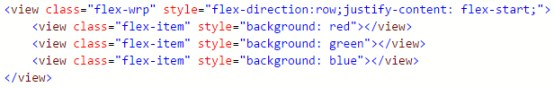 <view class="flex-wrp" style="flex-direction:row;justify-content: flex-start;">
    <view class="flex-item" style="background: red"></view>
    <view class="flex-item" style="background: green"></view>
    <view class="flex-item" style="background: blue"></view>
</view>